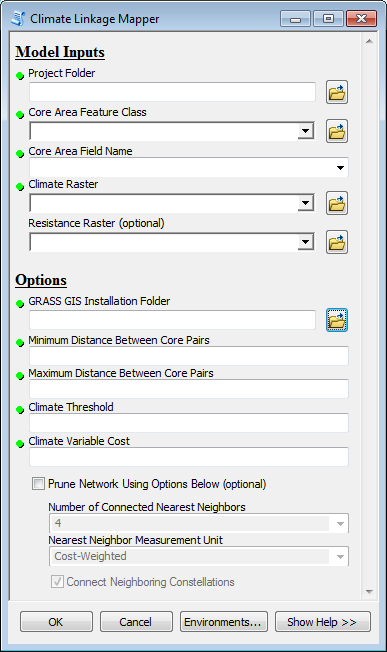 Climate Linkage Mapper
Model Inputs
Project Folder
Core Area Feature Class
Core Area Field Name
Climate Raster
Resistance Raster (optional)
Options
GRASS GIS Installation Folder
Minimum Distance Between Core Pairs
Maximum Distance Between Core Pairs
Climate Threshold
Climate Variable Cost
Prune Network Using Options Below (optional)
Number of Connected Nearest Neighbors
4
Nearest Neighbor Measurement Unit
Cost-Weighted
Connect Neighboring Constellations
OK Cancel Environments... Show Help >>